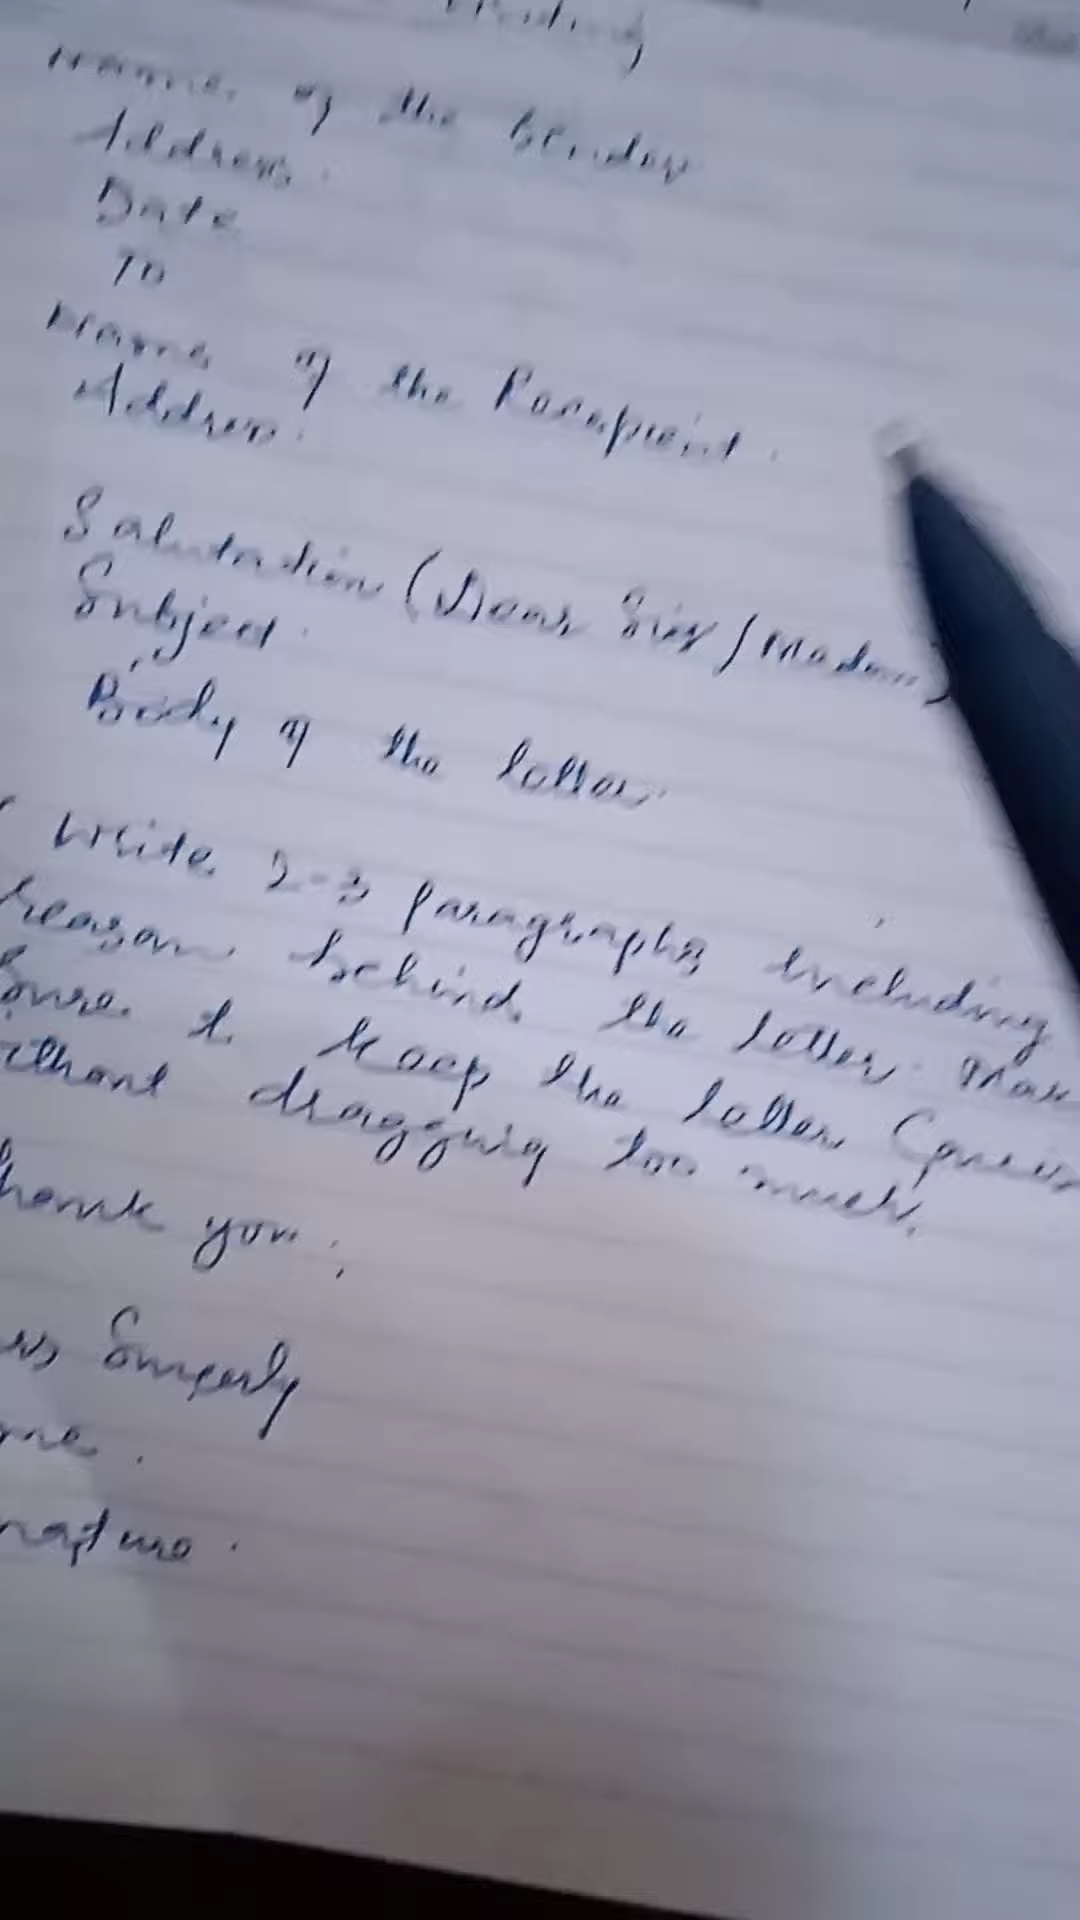 Name of the Sender
Address.
Date
To
Name of the Recepient.
Address.
Salutation (Dear Sir / Madam)
Subject.
Body of the letter.
( Write 2-3 paragraphs including
reason behind the letter. Make
Sure to keep the letter
without dragging too much.
Thank you,
Sincerly